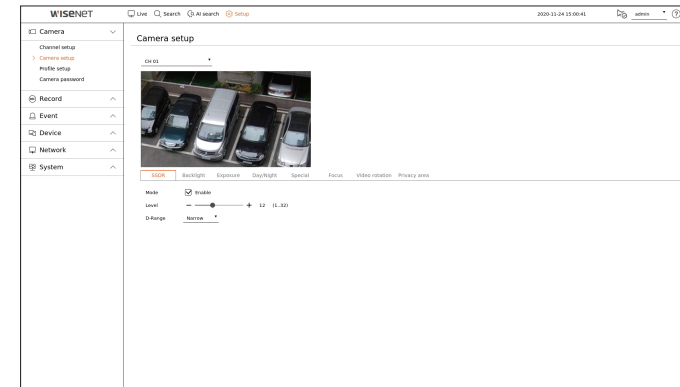 WISENET
Live Search AI search Setup 2020-11-24 15:00:41 admin ?
Camera
Channel setup
> Camera setup
Profile setup
Camera password
Record
Event
Device
Network
System
Camera setup
CH 01
SSDR Backlight Exposure Day/Night Special Focus Video rotation Privacy area
Mode Enable
Level − + 12 (1..32)
D-Range Narrow